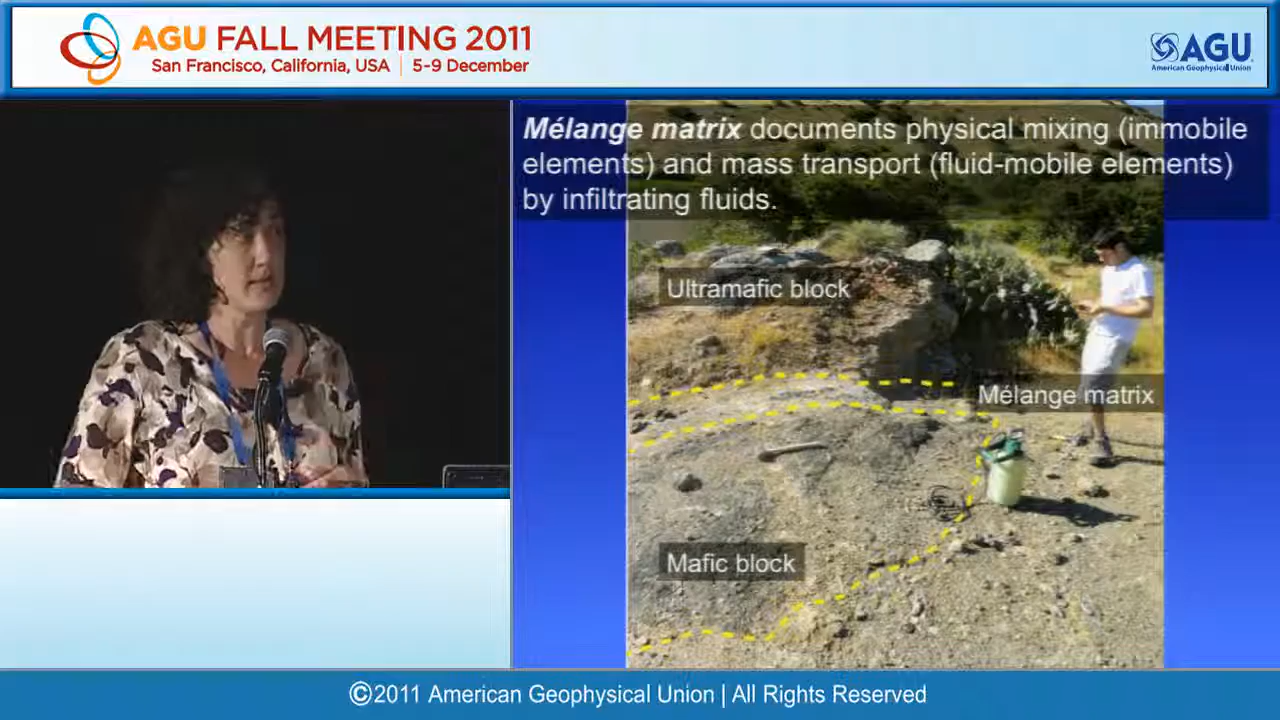 AGU FALL MEETING 2011
San Francisco, California, USA | 5-9 December
AGU
American Geophysical Union
Mélange matrix documents physical mixing (immobile
elements) and mass transport (fluid-mobile elements)
by infiltrating fluids.
Ultramafic block
Mélange matrix
Mafic block
©2011 American Geophysical Union | All Rights Reserved